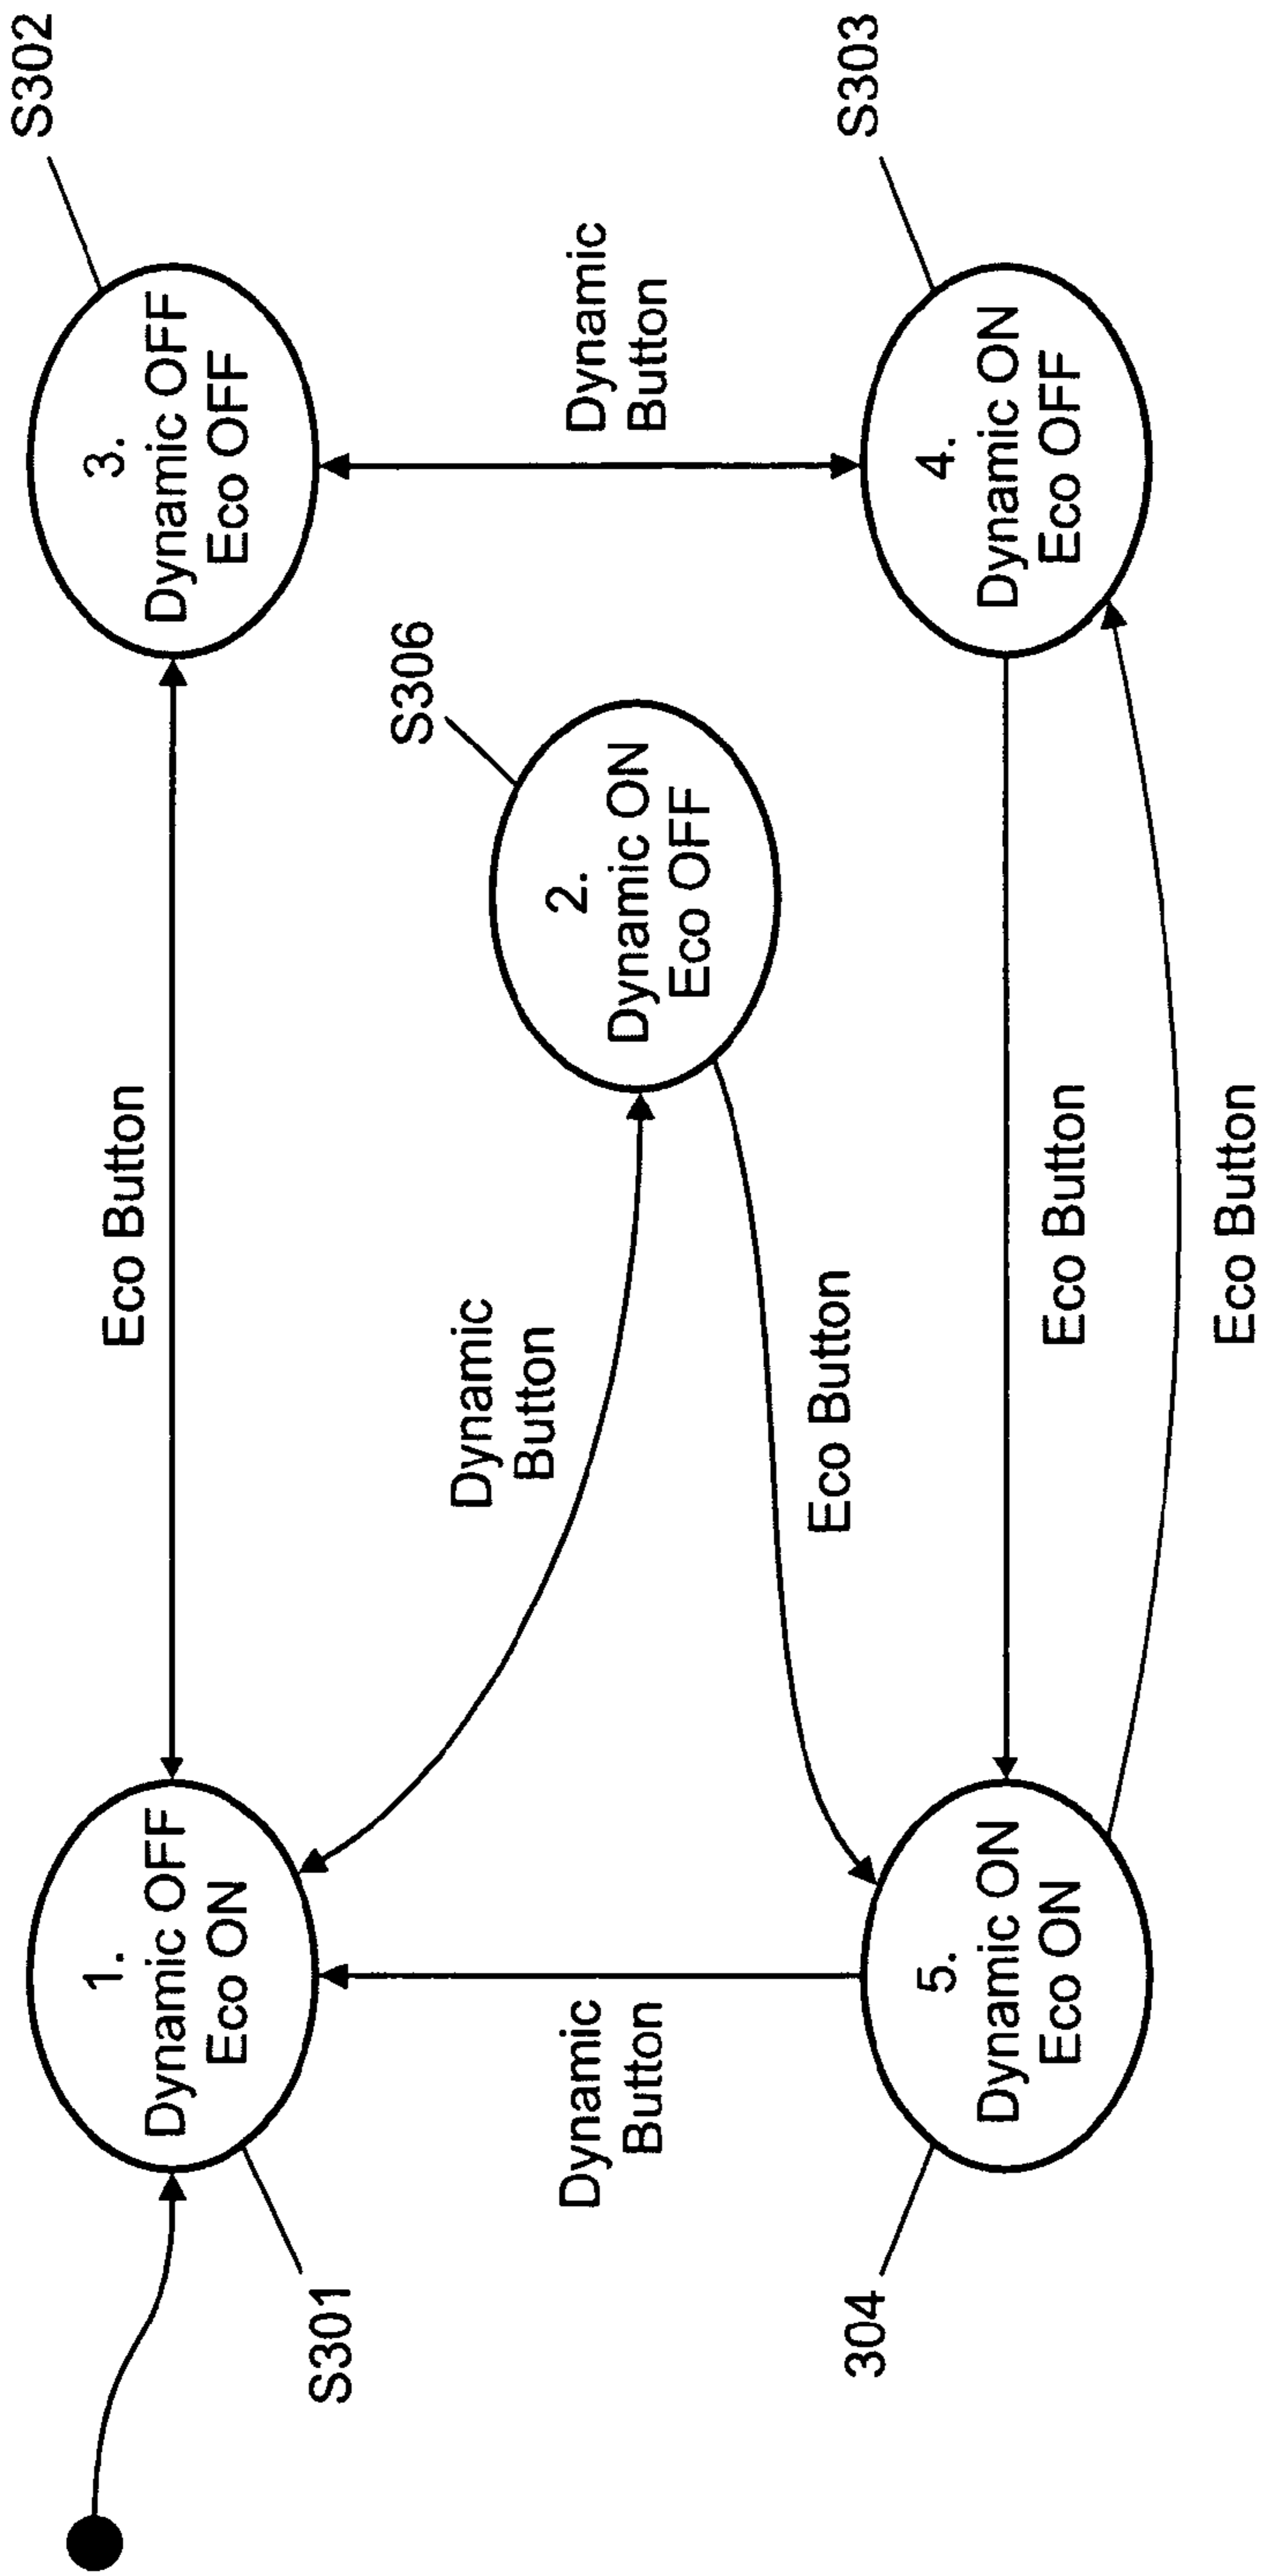 S302
3.
Dynamic OFF
Eco OFF
Eco Button
1.
Dynamic OFF
Eco ON
S301
S306
2.
Dynamic ON
Eco OFF
Dynamic
Button
Dynamic
Button
Dynamic
Button
Eco Button
S303
4.
Dynamic ON
Eco OFF
Eco Button
5.
Dynamic ON
Eco ON
304
Eco Button